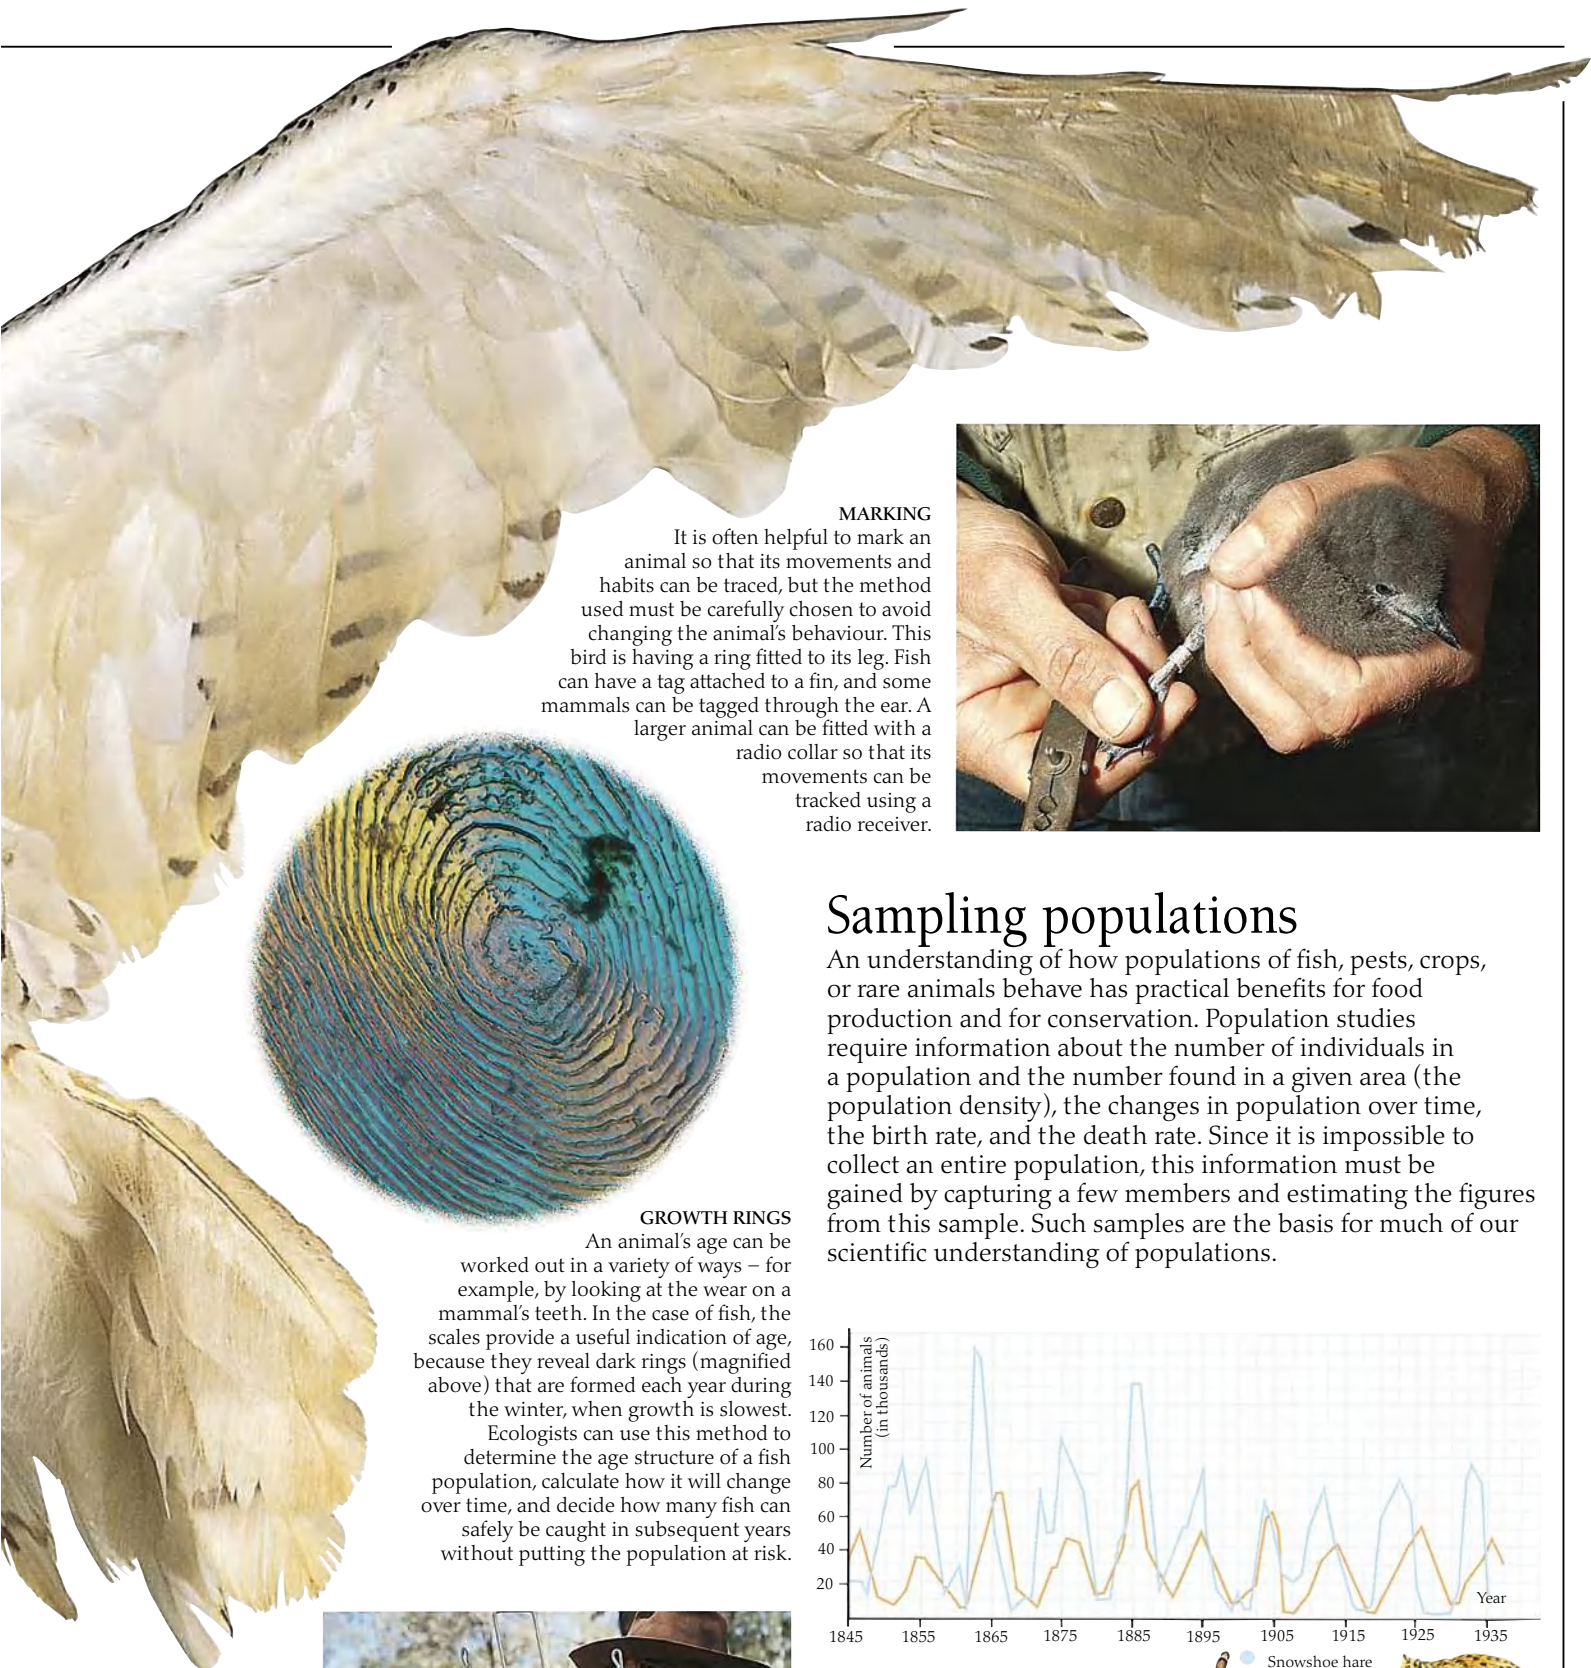 MARKING
It is often helpful to mark an
animal so that its movements and
habits can be traced, but the method
used must be carefully chosen to avoid
changing the animal's behaviour. This
bird is having a ring fitted to its leg. Fish
can have a tag attached to a fin, and some
mammals can be tagged through the ear. A
larger animal can be fitted with a
radio collar so that its
movements can be
tracked using a
radio receiver.
Sampling populations
An understanding of how populations of fish, pests, crops,
or rare animals behave has practical benefits for food
production and for conservation. Population studies
require information about the number of individuals in
a population and the number found in a given area (the
population density), the changes in population over time,
the birth rate, and the death rate. Since it is impossible to
collect an entire population, this information must be
gained by capturing a few members and estimating the figures
from this sample. Such samples are the basis for much of our
scientific understanding of populations.
GROWTH RINGS
An animal's age can be
worked out in a variety of ways – for
example, by looking at the wear on a
mammal's teeth. In the case of fish, the
scales provide a useful indication of age,
because they reveal dark rings (magnified
above) that are formed each year during
the winter, when growth is slowest.
Ecologists can use this method to
determine the age structure of a fish
population, calculate how it will change
over time, and decide how many fish can
safely be caught in subsequent years
without putting the population at risk.
Number of animals
(in thousands)
160
140
120
100
80
60
40
20
Year
1845 1855 1865 1875 1885 1895 1905 1915 1925 1935
Snowshoe hare